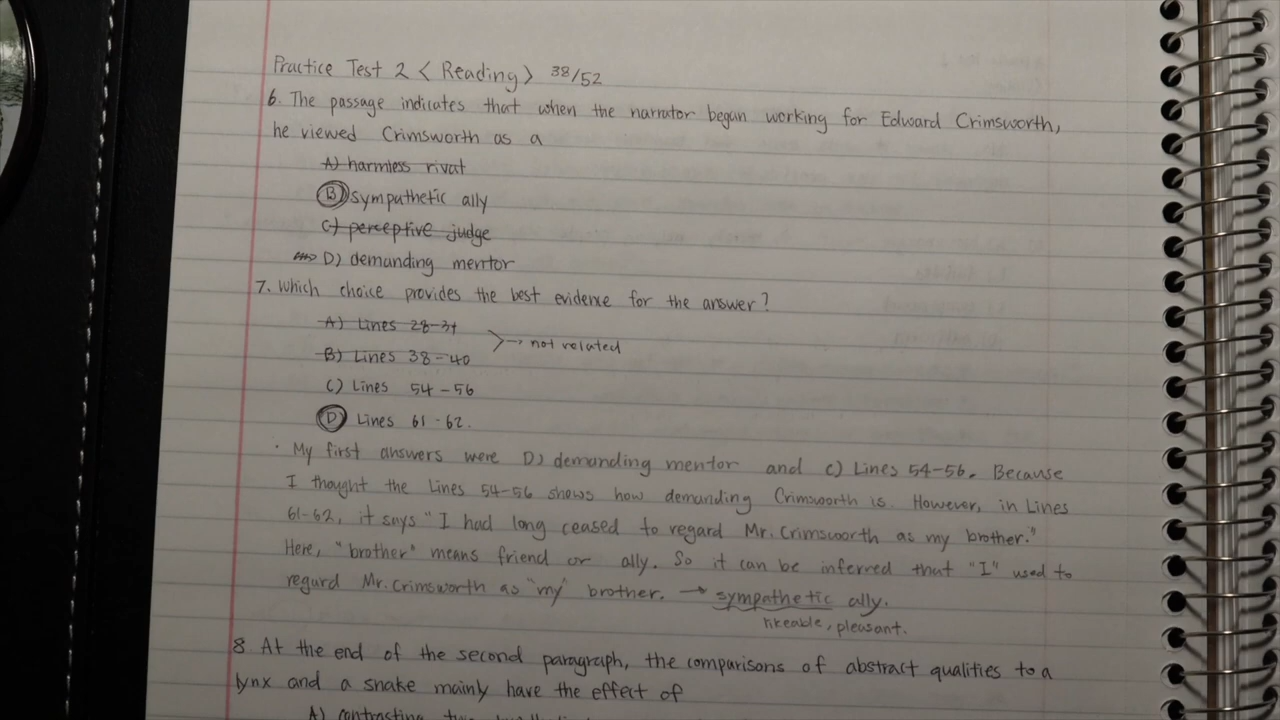 Practice Test 2 < Reading > 38/52
6. The passage indicates that when the narrator began working for Edward Crimsworth,
he viewed Crimsworth as a
A) harmless rival
B) sympathetic ally
C) perceptive judge
D) demanding mentor
7. Which choice provides the best evidence for the answer?
A) Lines 28-31
B) Lines 38-40
→ not related
C) Lines 54-56
D) Lines 61-62.
· My first answers were D) demanding mentor and C) Lines 54-56. Because
I thought the Lines 54-56 shows how demanding Crimsworth is. However, in Lines
61-62, it says "I had long ceased to regard Mr. Crimsworth as my brother."
Here, "brother" means friend or ally. So it can be inferred that "I" used to
regard Mr. Crimsworth as "my" brother. → sympathetic ally.
likeable, pleasant.
8. At the end of the second paragraph, the comparisons of abstract qualities to a
lynx and a snake mainly have the effect of
A) contrasting two